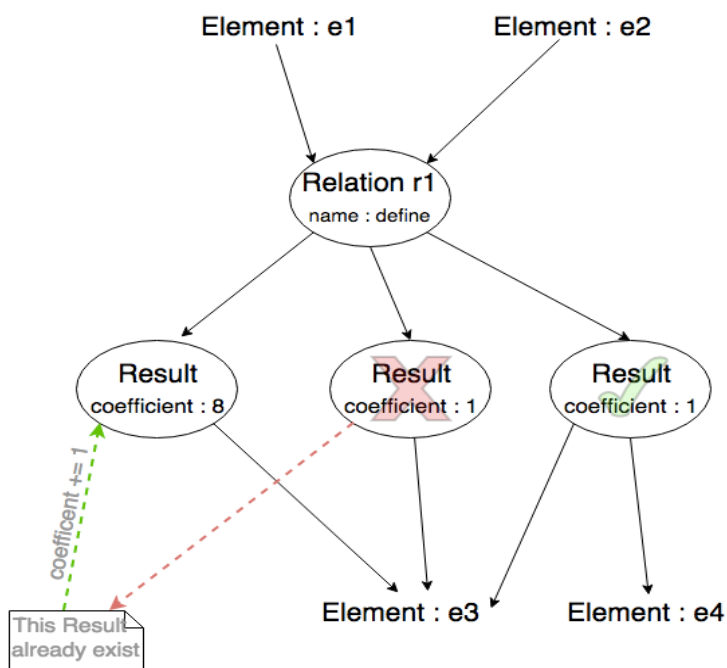 Element : e1
Element : e2
Relation r1
name : define
Result
coefficient : 8
Result
coefficient : 1
Result
coefficient : 1
coefficent += 1
Element : e3
Element : e4
This Result
already exist